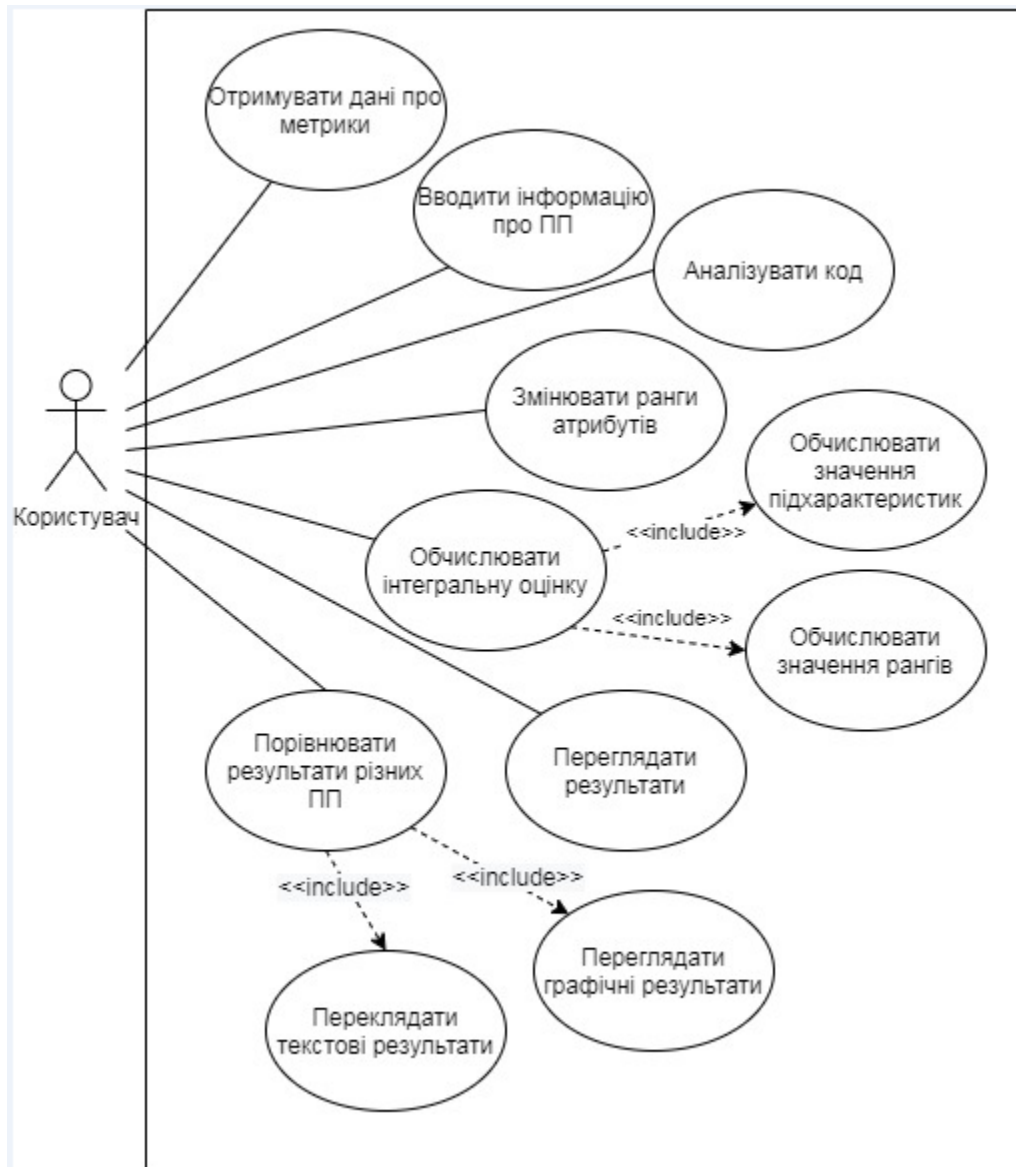 Отримувати дані про
метрики
Вводити інформацію
про ПП
Аналізувати код
Змінювати ранги
атрибутів
Користувач
Обчислювати
інтегральну оцінку
<<include>>
Обчислювати
значення
підхарактеристик
<<include>>
Обчислювати
значення рангів
Порівнювати
результати різних
ПП
Переглядати
результати
<<include>>
<<include>>
Переглядати
графічні результати
Перекладати
текстові результати